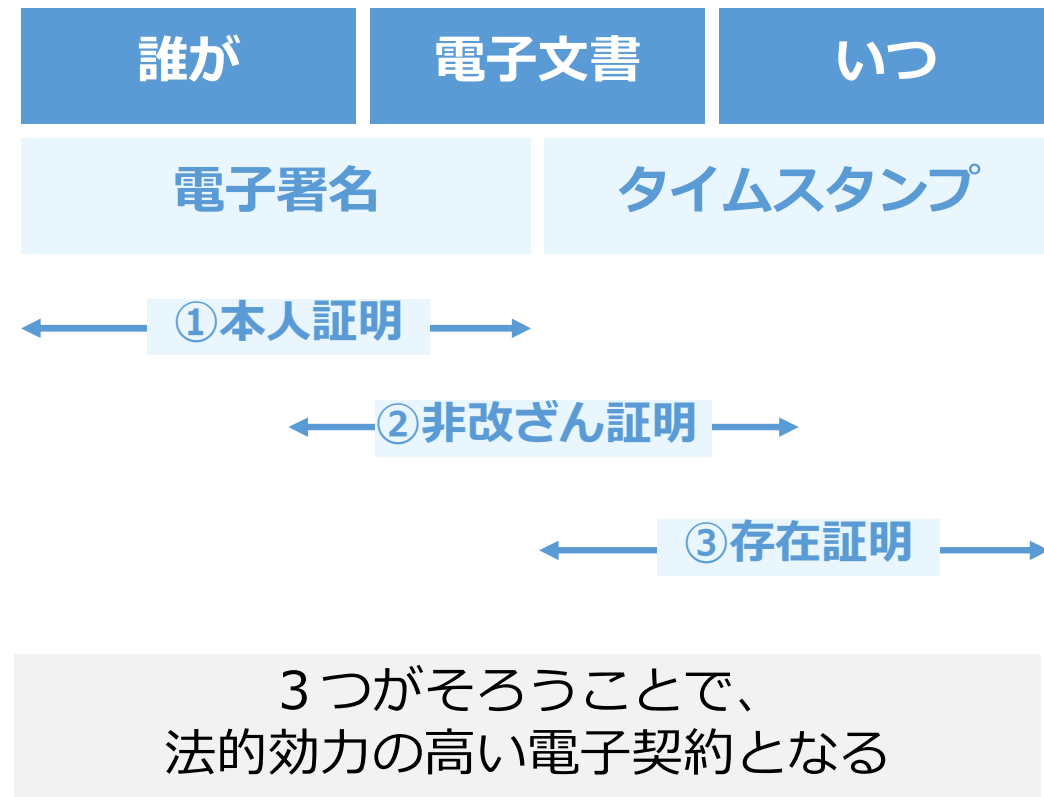 誰が
電子文書
いつ
電子署名
タイムスタンプ
①本人証明
②非改ざん証明
③存在証明
３つがそろうことで、
法的効力の高い電子契約となる